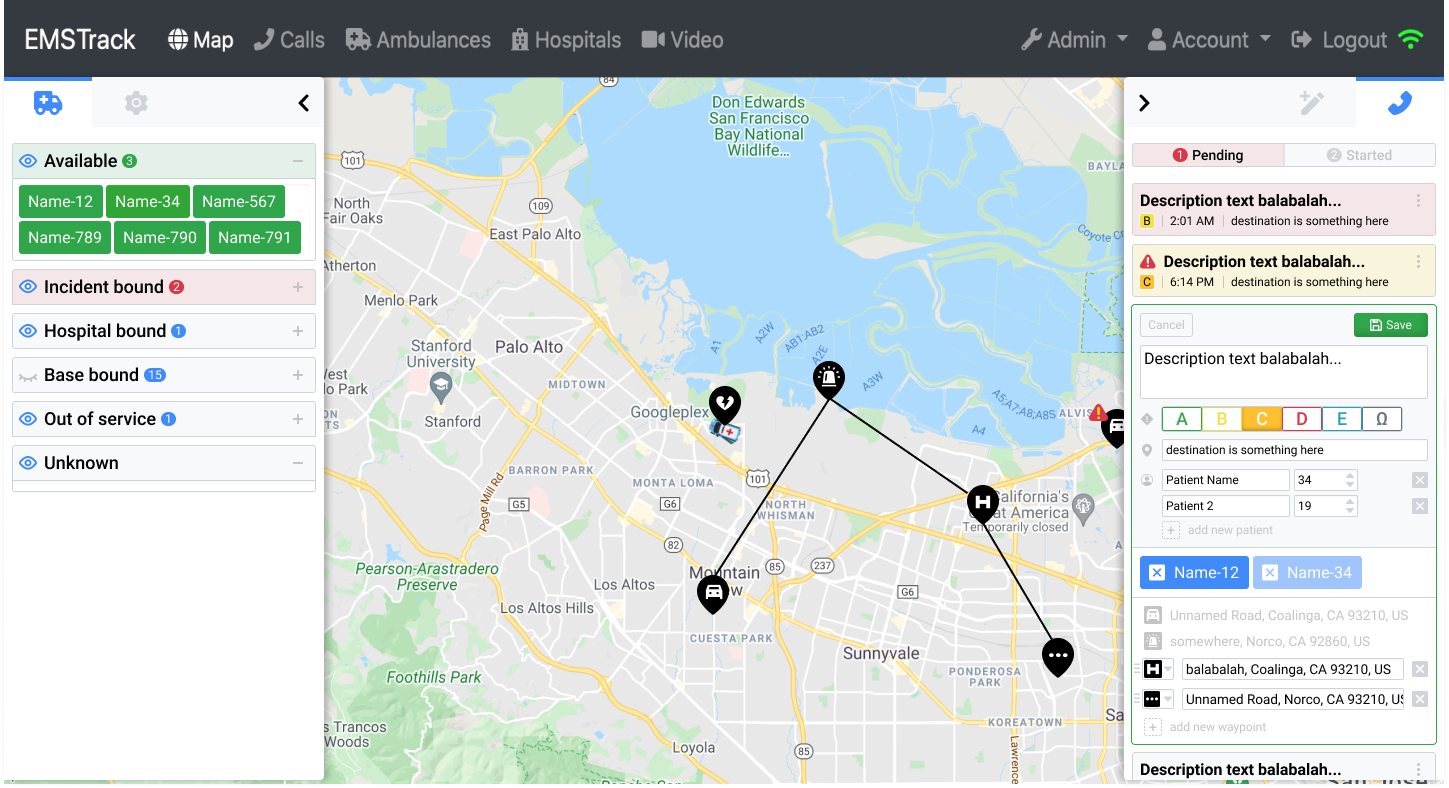 EMSTrack Map Calls Ambulances Hospitals Video Admin Account Logout
Available 3
Name-12 Name-34 Name-567
Name-789 Name-790 Name-791
Incident bound 2
Hospital bound 1
Base bound 15
Out of service 1
Unknown
84
Don Edwards
San Francisco
Bay National
Wildlife...
101
BAYLA
North
Fair Oaks
109
East Palo Alto
Coyote C
Atherton
Menlo Park
Stanford
University
Palo Alto
A1
A2W
AB1;AB2
A2E
A3W
A5;A7;A8;A8S
A4
ALVIS
West
lo Park
MIDTOWN
Stanford
Googleplex
BARRON PARK
MONTA LOMA
101
Page Mill Rd
G5
G6
NORTH
WHISMAN
H
California's
Great America
Temporarily closed
82
85
237
Mountain
View
Pearson-Arastradero
Preserve
Los Altos
G6
Los Altos Hills
CUESTA PARK
Sunnyvale
PONDEROSA
PARK
Foothills Park
Sa
KOREATOWN
s Trancos
Woods
Loyola
85
Lawrence
1 Pending 2 Started
Description text balabalah...
B 2:01 AM destination is something here
Description text balabalah...
C 6:14 PM destination is something here
Cancel Save
Description text balabalah...
A B C D E Ω
destination is something here
Patient Name 34
Patient 2 19
add new patient
Name-12 Name-34
Unnamed Road, Coalinga, CA 93210, US
somewhere, Norco, CA 92860, US
H balabalah, Coalinga, CA 93210, US
Unnamed Road, Norco, CA 93210, US
add new waypoint
Description text balabalah...